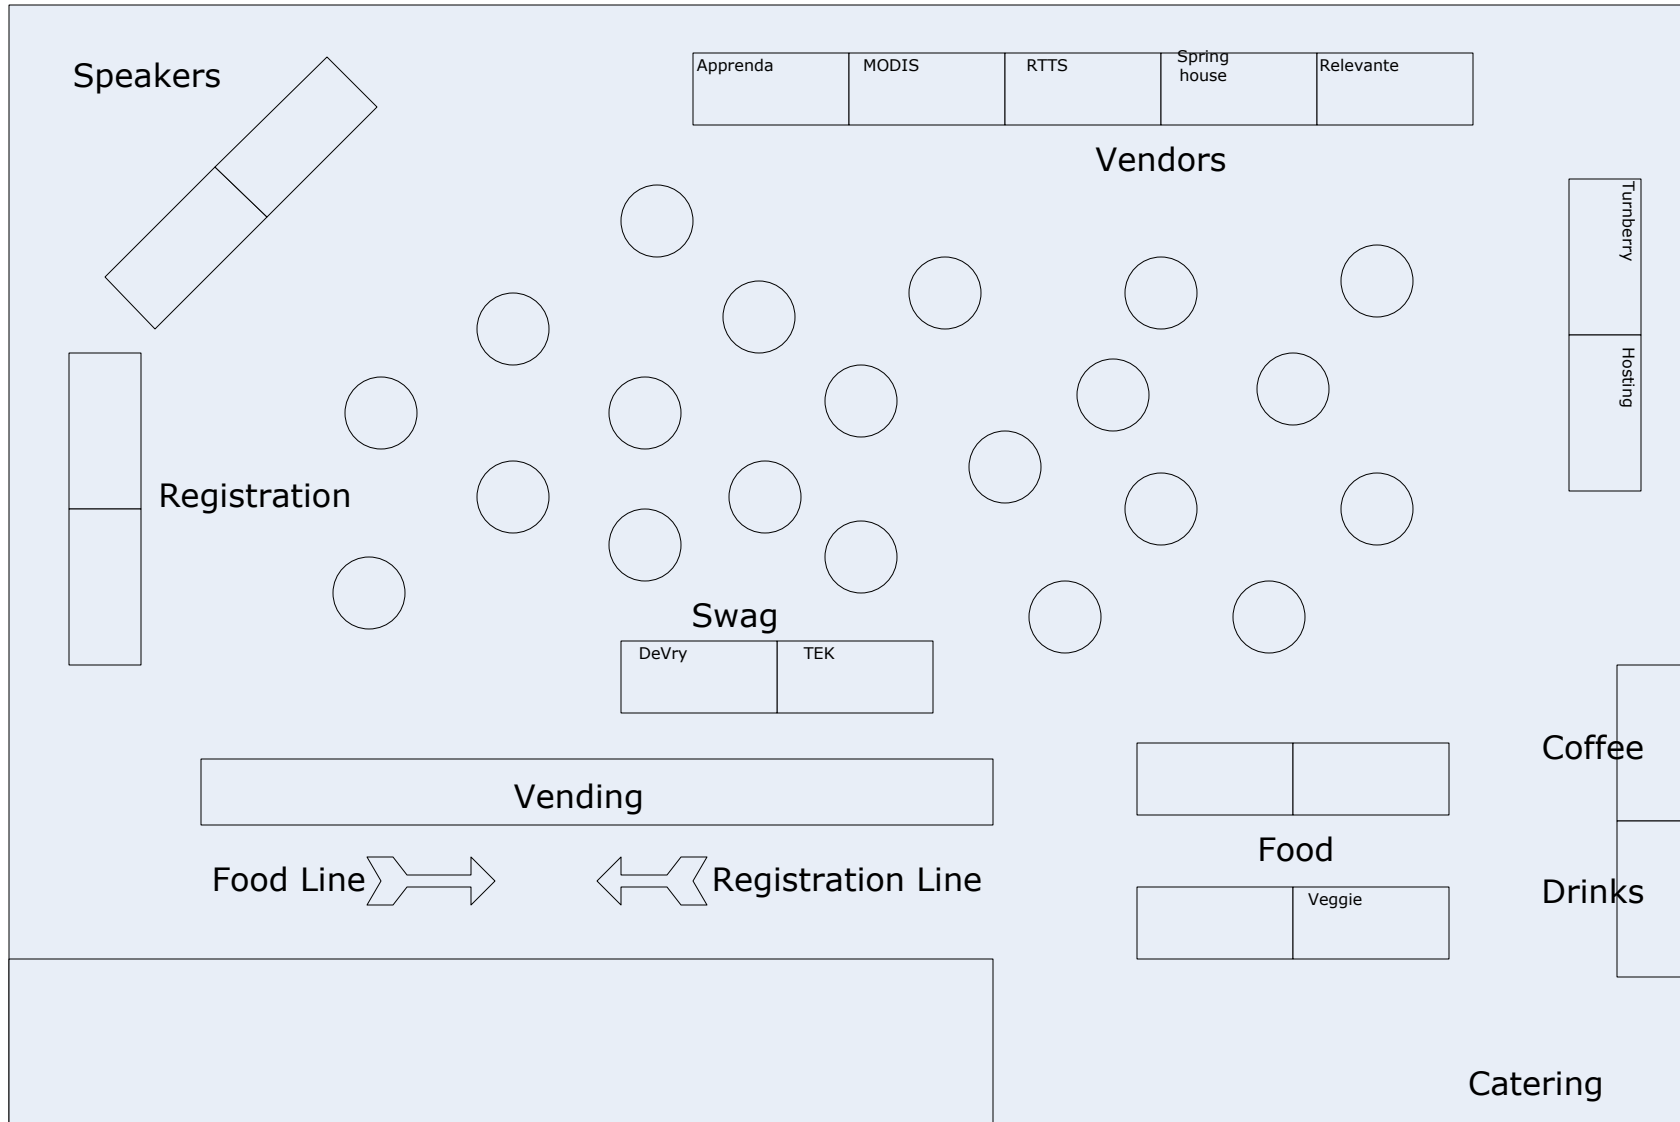 Speakers
Apprenda
MODIS
RTTS
Spring
house
Relevante
Vendors
Turnberry
Hosting
Registration
Swag
DeVry
TEK
Coffee
Vending
Food
Food Line
Registration Line
Drinks
Veggie
Catering